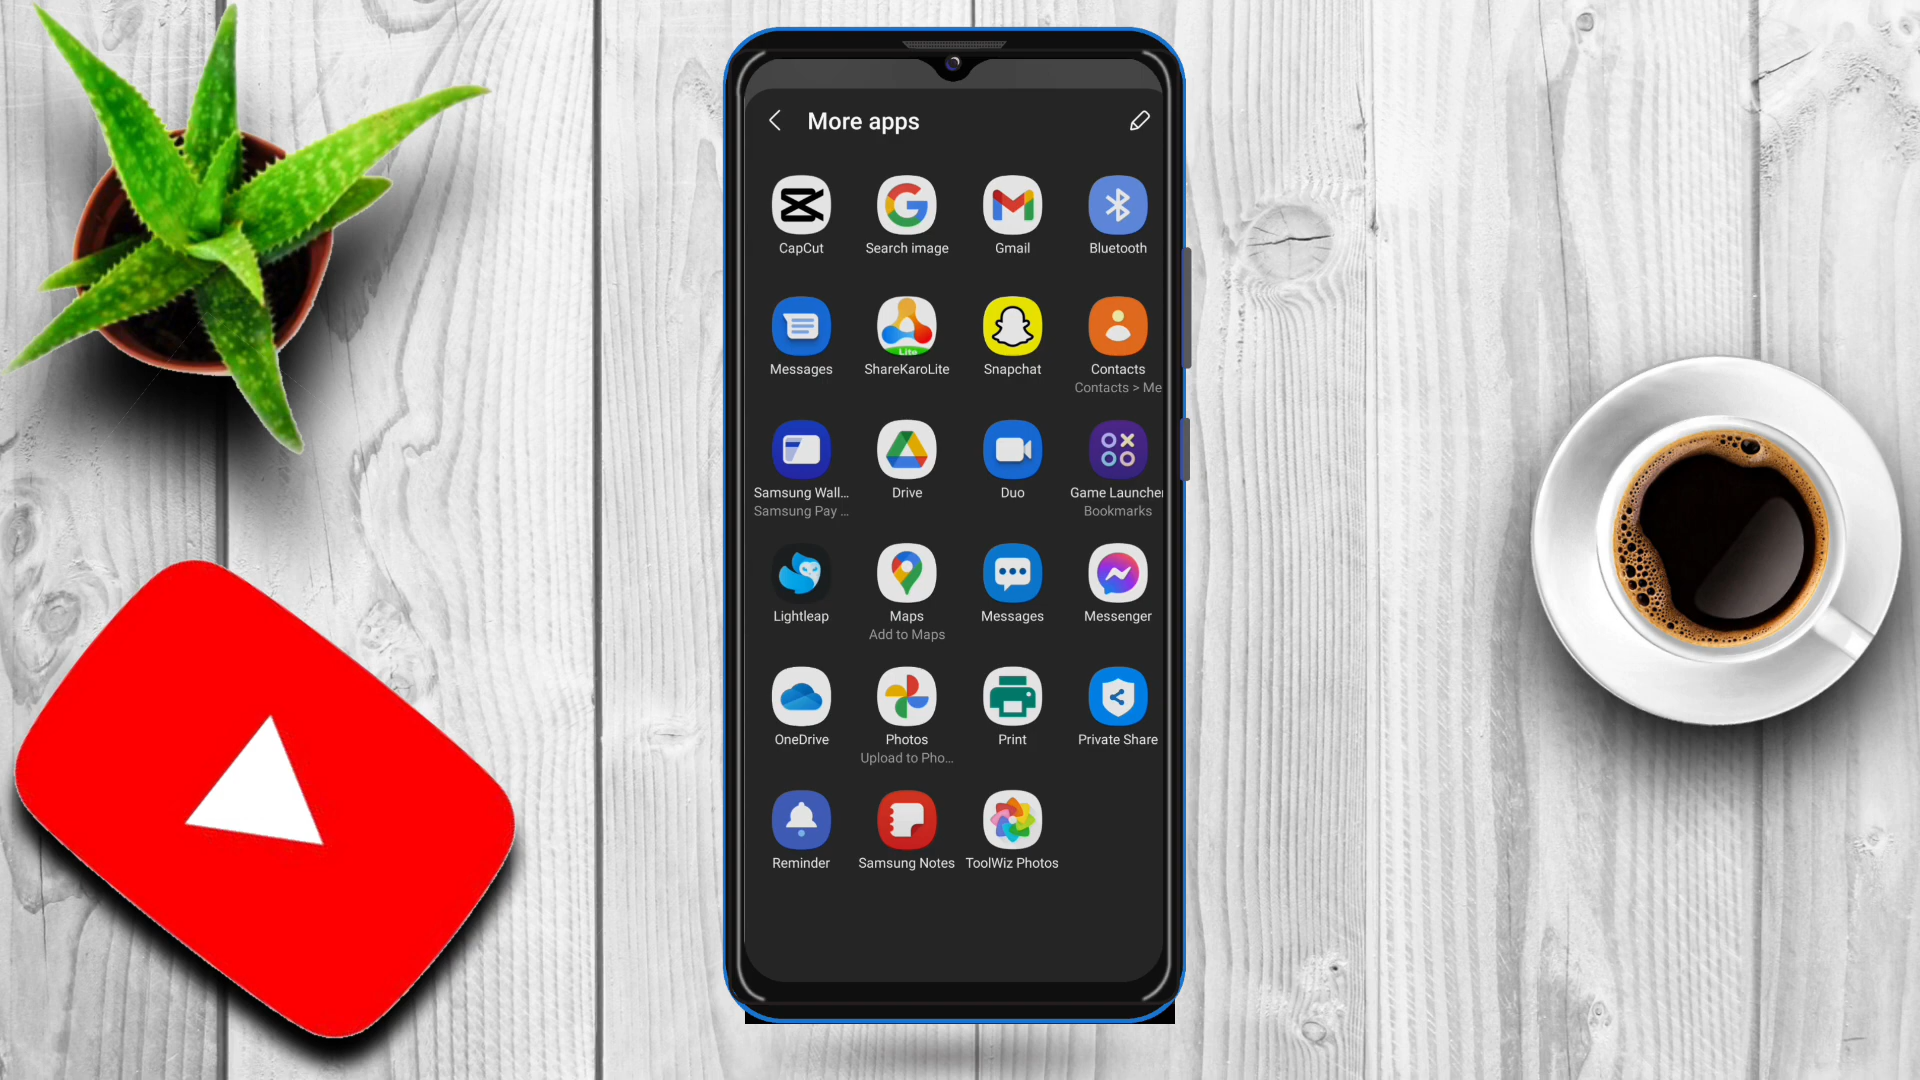 More apps
CapCut
Search image
Gmail
Bluetooth
Messages
Lite
ShareKaroLite
Snapchat
Contacts
Contacts > Me
Samsung Wall...
Samsung Pay ...
Drive
Duo
Game Launcher
Bookmarks
Lightleap
Maps
Add to Maps
Messages
Messenger
OneDrive
Photos
Upload to Pho...
Print
Private Share
Reminder
Samsung Notes
ToolWiz Photos